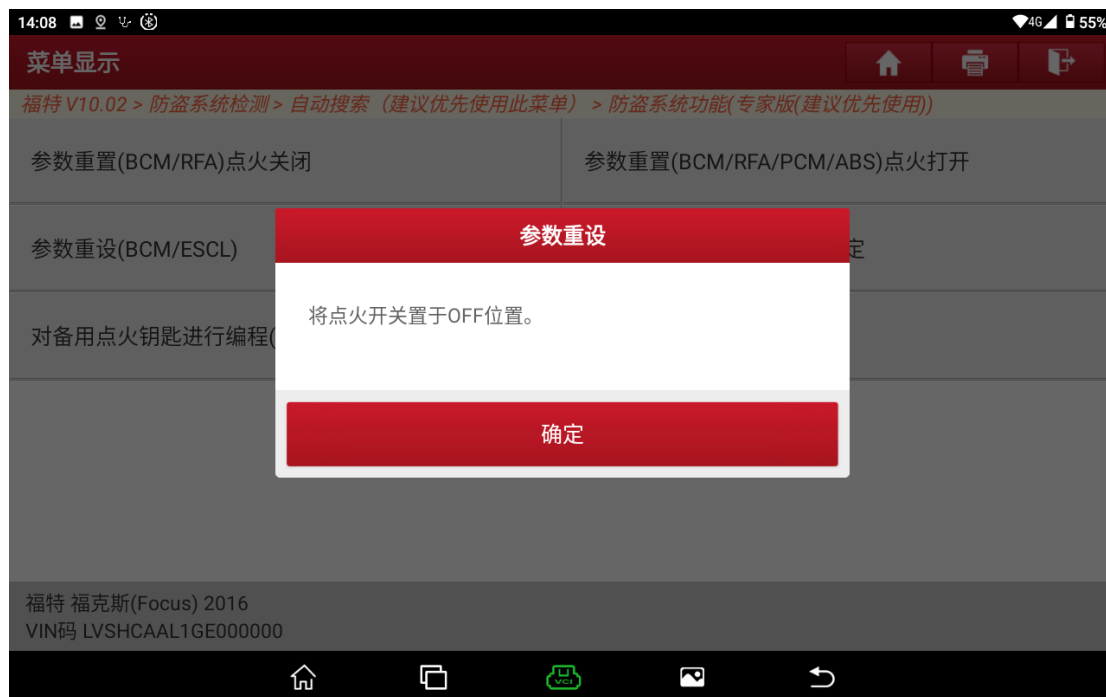 14:08
4G 55%
菜单显示
福特 V10.02 > 防盗系统检测 > 自动搜索（建议优先使用此菜单） > 防盗系统功能(专家版(建议优先使用))
参数重置(BCM/RFA)点火关闭
参数重置(BCM/RFA/PCM/ABS)点火打开
参数重设(BCM/ESCL)
定
对备用点火钥匙进行编程(
参数重设
将点火开关置于OFF位置。
确定
福特 福克斯(Focus) 2016
VIN码 LVSHCAAL1GE000000
VCI